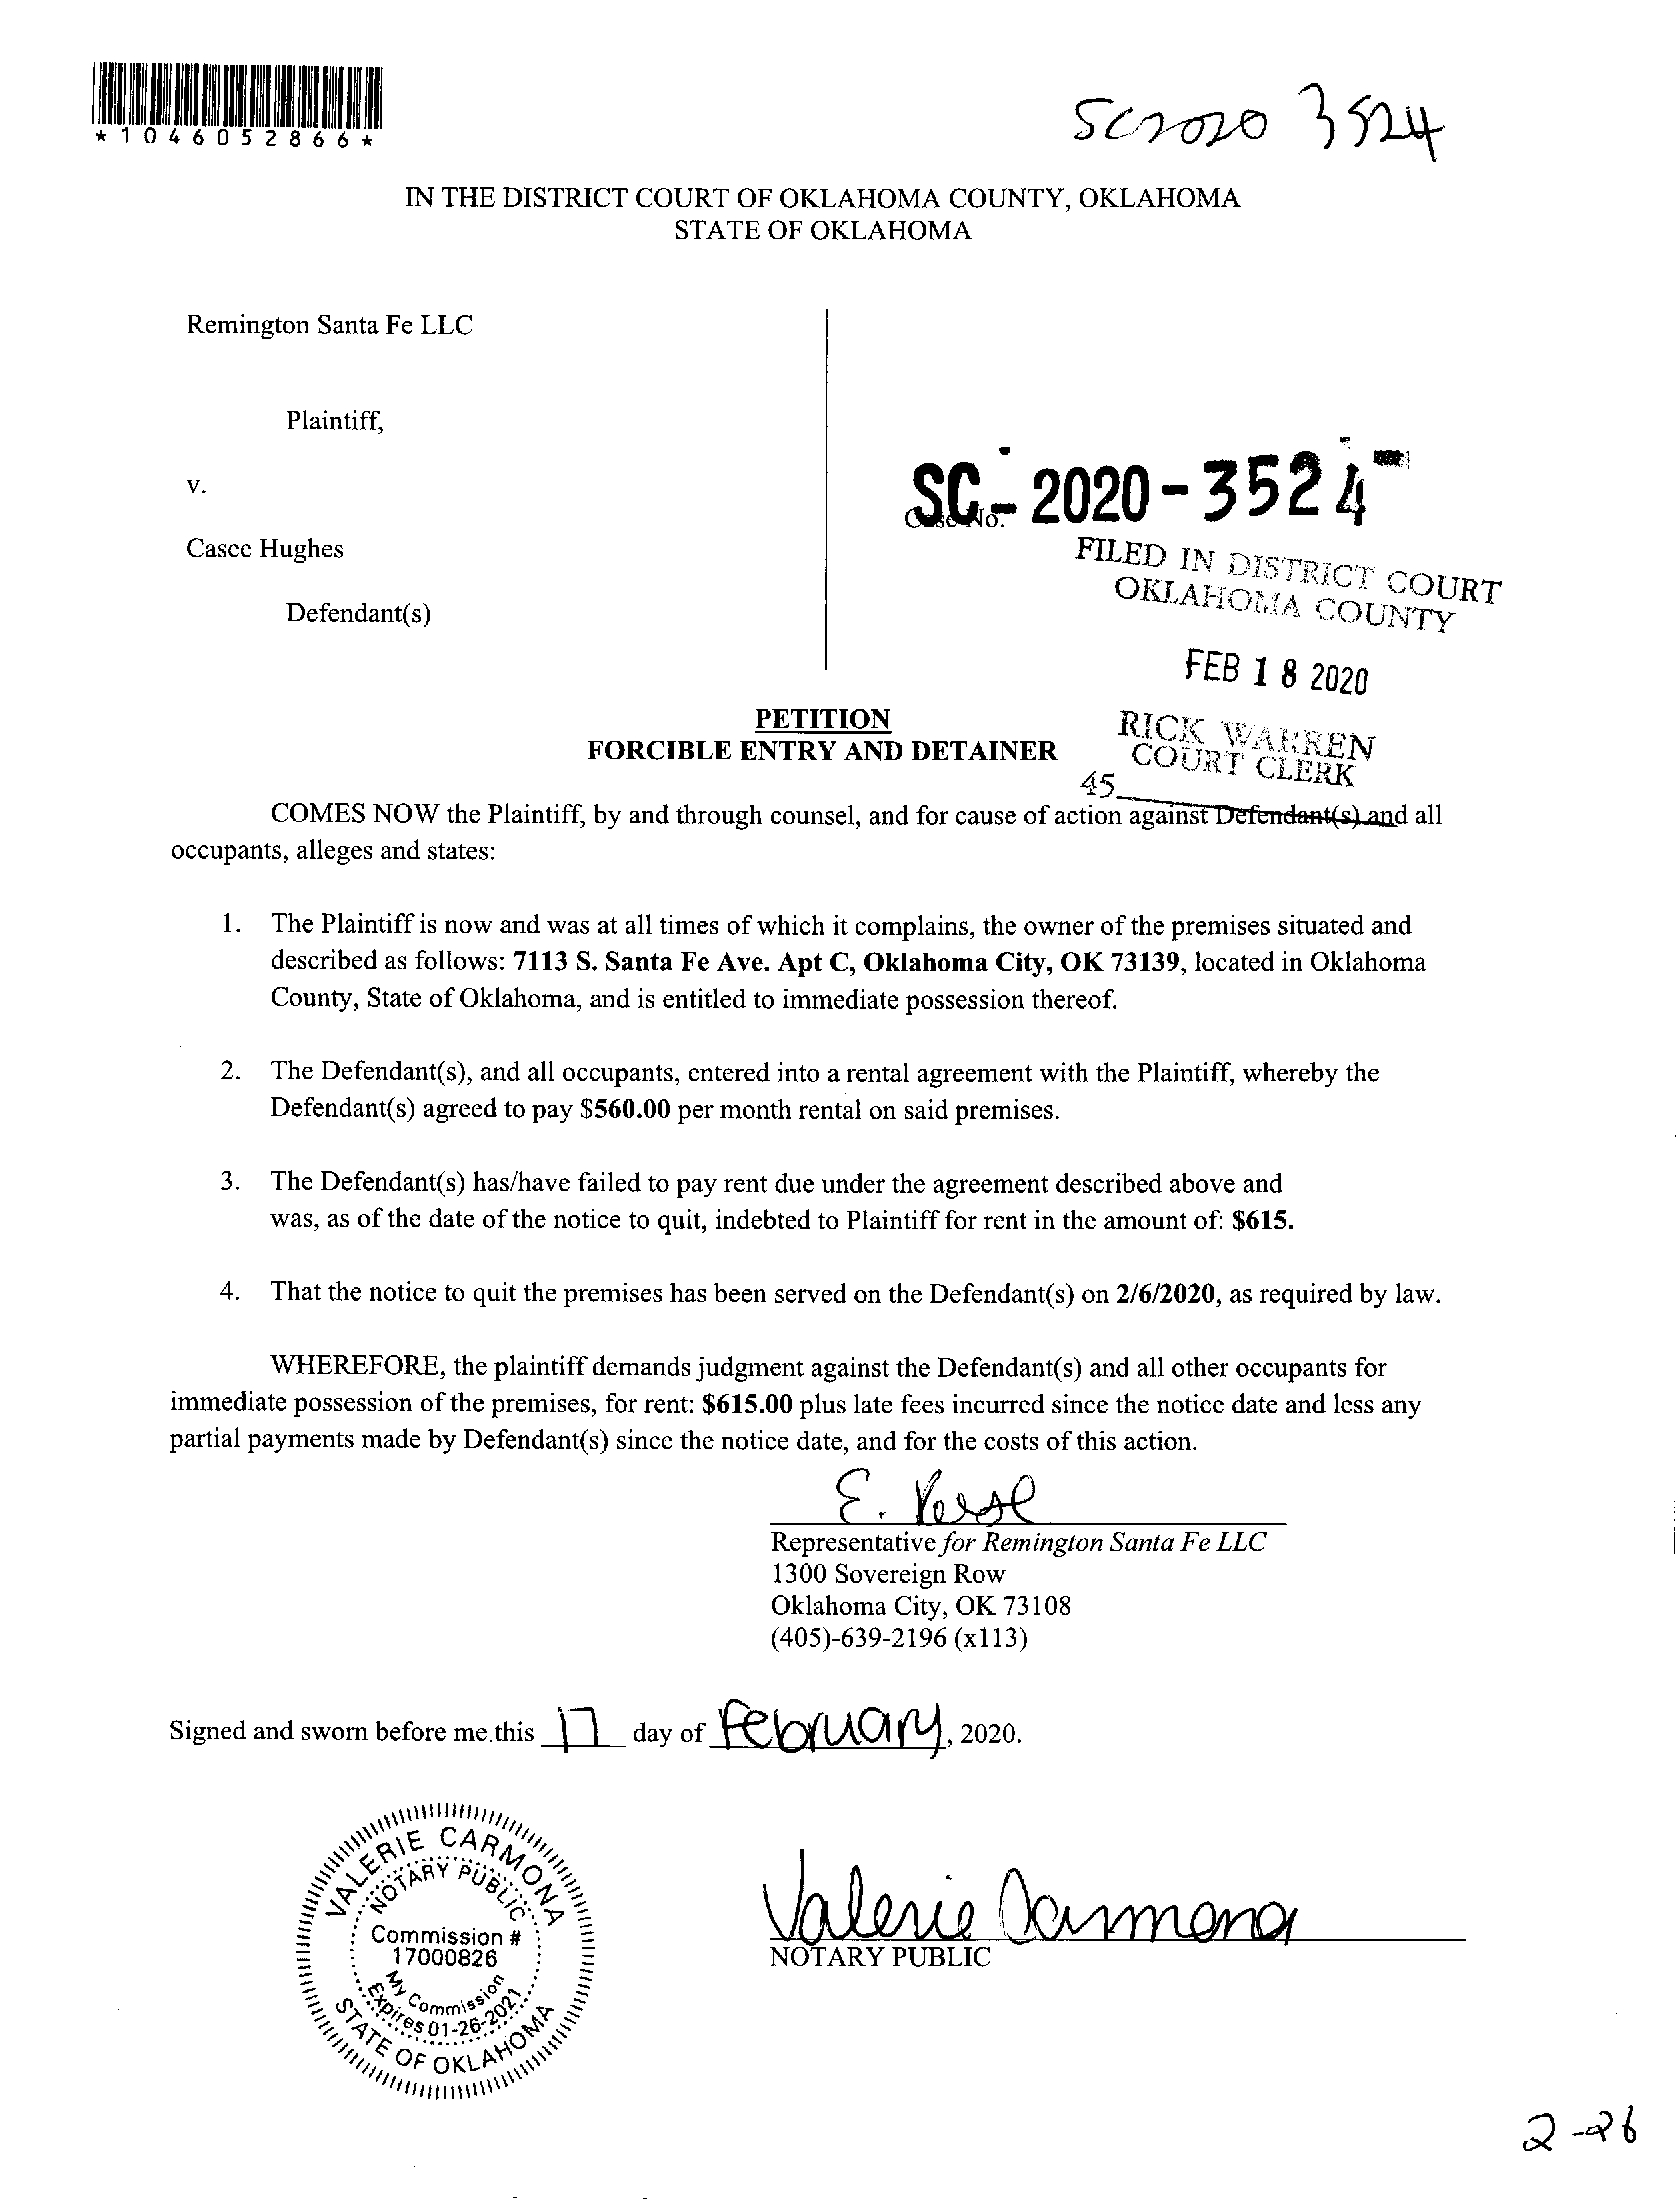 *1046052866*
SC2020 3524
IN THE DISTRICT COURT OF OKLAHOMA COUNTY, OKLAHOMA
STATE OF OKLAHOMA
Remington Santa Fe LLC
Plaintiff,
v.
Casee Hughes
Defendant(s)
Case No.
SC-2020-3524
FILED IN DISTRICT COURT
OKLAHOMA COUNTY
FEB 18 2020
RICK WARREN
COURT CLERK
45
PETITION
FORCIBLE ENTRY AND DETAINER
COMES NOW the Plaintiff, by and through counsel, and for cause of action against Defendant(s) and all
occupants, alleges and states:
1. The Plaintiff is now and was at all times of which it complains, the owner of the premises situated and
described as follows: 7113 S. Santa Fe Ave. Apt C, Oklahoma City, OK 73139, located in Oklahoma
County, State of Oklahoma, and is entitled to immediate possession thereof.
2. The Defendant(s), and all occupants, entered into a rental agreement with the Plaintiff, whereby the
Defendant(s) agreed to pay $560.00 per month rental on said premises.
3. The Defendant(s) has/have failed to pay rent due under the agreement described above and
was, as of the date of the notice to quit, indebted to Plaintiff for rent in the amount of: $615.
4. That the notice to quit the premises has been served on the Defendant(s) on 2/6/2020, as required by law.
WHEREFORE, the plaintiff demands judgment against the Defendant(s) and all other occupants for
immediate possession of the premises, for rent: $615.00 plus late fees incurred since the notice date and less any
partial payments made by Defendant(s) since the notice date, and for the costs of this action.
E.
Representative for Remington Santa Fe LLC
1300 Sovereign Row
Oklahoma City, OK 73108
(405)-639-2196 (x113)
Signed and sworn before me this 17 day of February, 2020.
VALERIE CARMONA
NOTARY PUBLIC
Commission #
17000826
My Commission
Expires 01-26-2021
STATE OF OKLAHOMA
Valerie Carmona
NOTARY PUBLIC
2-26